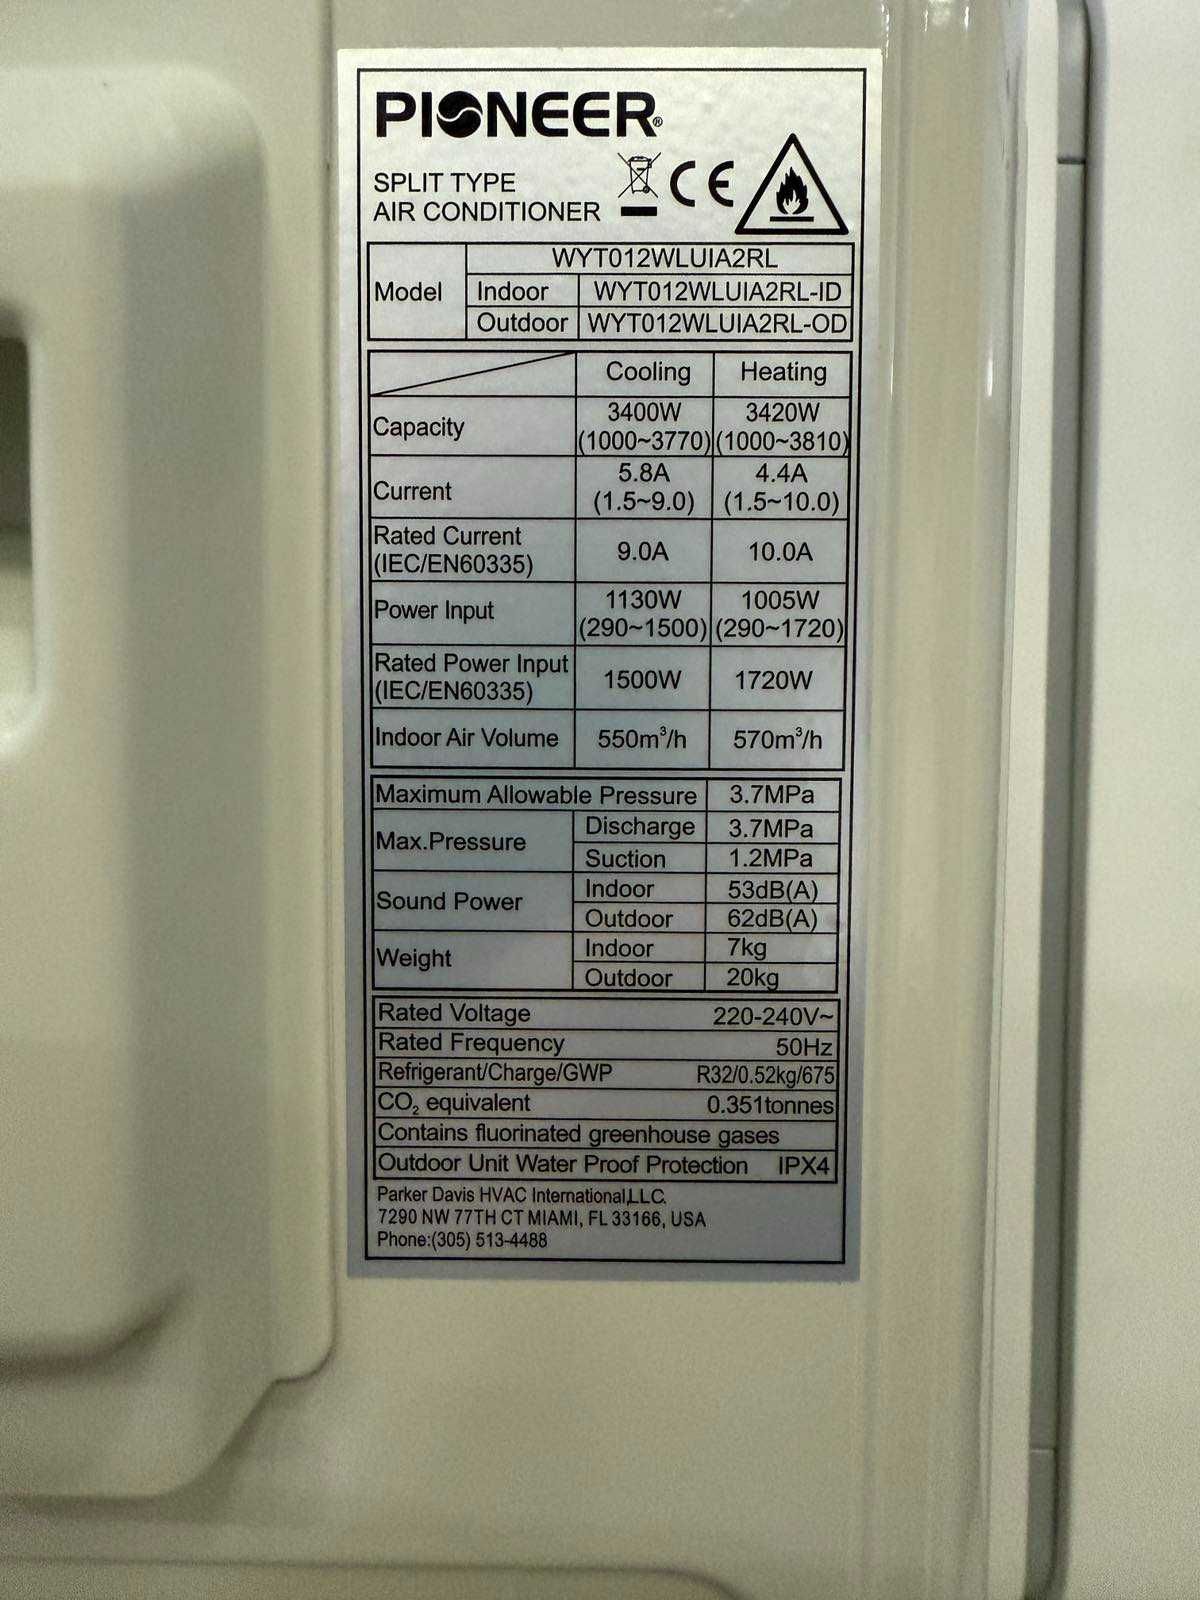 PIONEER®
SPLIT TYPE
AIR CONDITIONER
CE
Model
WYT012WLUIA2RL
Indoor WYT012WLUIA2RL-ID
Outdoor WYT012WLUIA2RL-OD
Cooling Heating
Capacity 3400W (1000~3770) 3420W (1000~3810)
Current 5.8A (1.5~9.0) 4.4A (1.5~10.0)
Rated Current (IEC/EN60335) 9.0A 10.0A
Power Input 1130W (290~1500) 1005W (290~1720)
Rated Power Input (IEC/EN60335) 1500W 1720W
Indoor Air Volume 550m³/h 570m³/h
Maximum Allowable Pressure 3.7MPa
Max.Pressure Discharge 3.7MPa
Suction 1.2MPa
Sound Power Indoor 53dB(A)
Outdoor 62dB(A)
Weight Indoor 7kg
Outdoor 20kg
Rated Voltage 220-240V~
Rated Frequency 50Hz
Refrigerant/Charge/GWP R32/0.52kg/675
CO₂ equivalent 0.351tonnes
Contains fluorinated greenhouse gases
Outdoor Unit Water Proof Protection IPX4
Parker Davis HVAC International,LLC.
7290 NW 77TH CT MIAMI, FL 33166, USA
Phone:(305) 513-4488